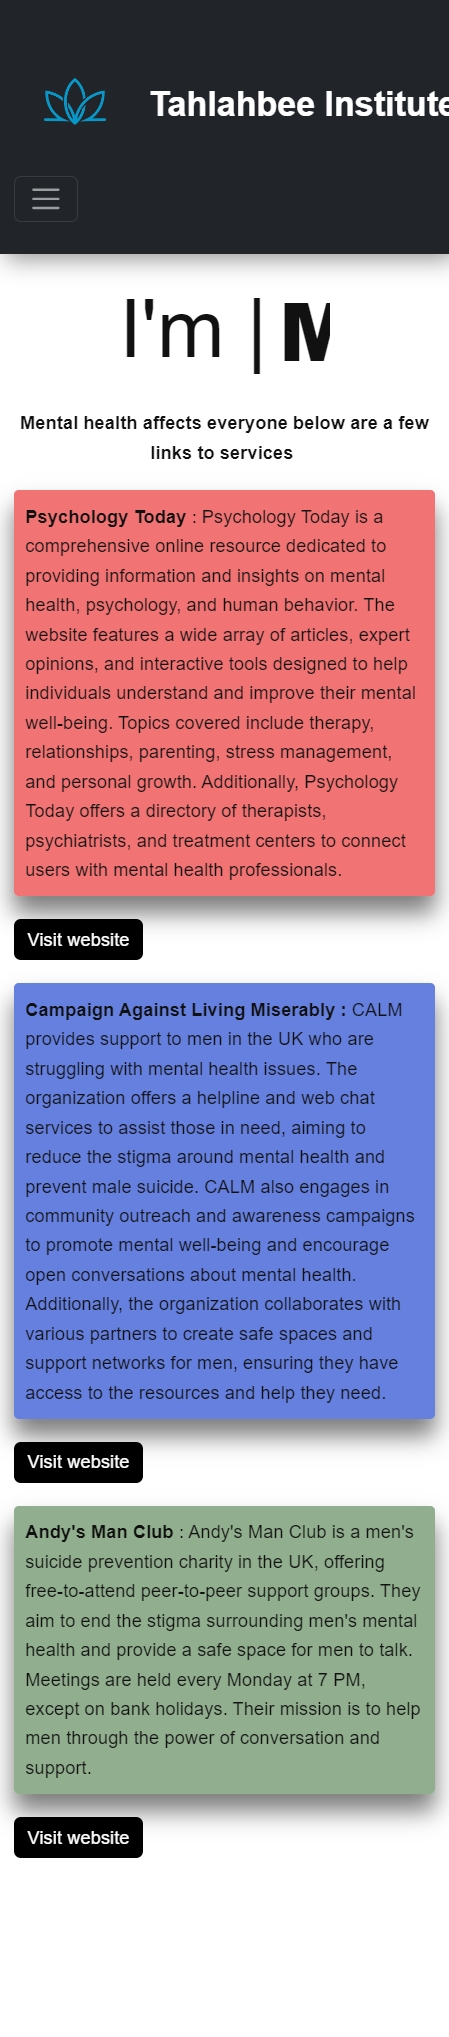 Tahlahbee Institute
I'm | M
Mental health affects everyone below are a few
links to services
Psychology Today : Psychology Today is a
comprehensive online resource dedicated to
providing information and insights on mental
health, psychology, and human behavior. The
website features a wide array of articles, expert
opinions, and interactive tools designed to help
individuals understand and improve their mental
well-being. Topics covered include therapy,
relationships, parenting, stress management,
and personal growth. Additionally, Psychology
Today offers a directory of therapists,
psychiatrists, and treatment centers to connect
users with mental health professionals.
Visit website
Campaign Against Living Miserably : CALM
provides support to men in the UK who are
struggling with mental health issues. The
organization offers a helpline and web chat
services to assist those in need, aiming to
reduce the stigma around mental health and
prevent male suicide. CALM also engages in
community outreach and awareness campaigns
to promote mental well-being and encourage
open conversations about mental health.
Additionally, the organization collaborates with
various partners to create safe spaces and
support networks for men, ensuring they have
access to the resources and help they need.
Visit website
Andy's Man Club : Andy's Man Club is a men's
suicide prevention charity in the UK, offering
free-to-attend peer-to-peer support groups. They
aim to end the stigma surrounding men's mental
health and provide a safe space for men to talk.
Meetings are held every Monday at 7 PM,
except on bank holidays. Their mission is to help
men through the power of conversation and
support.
Visit website